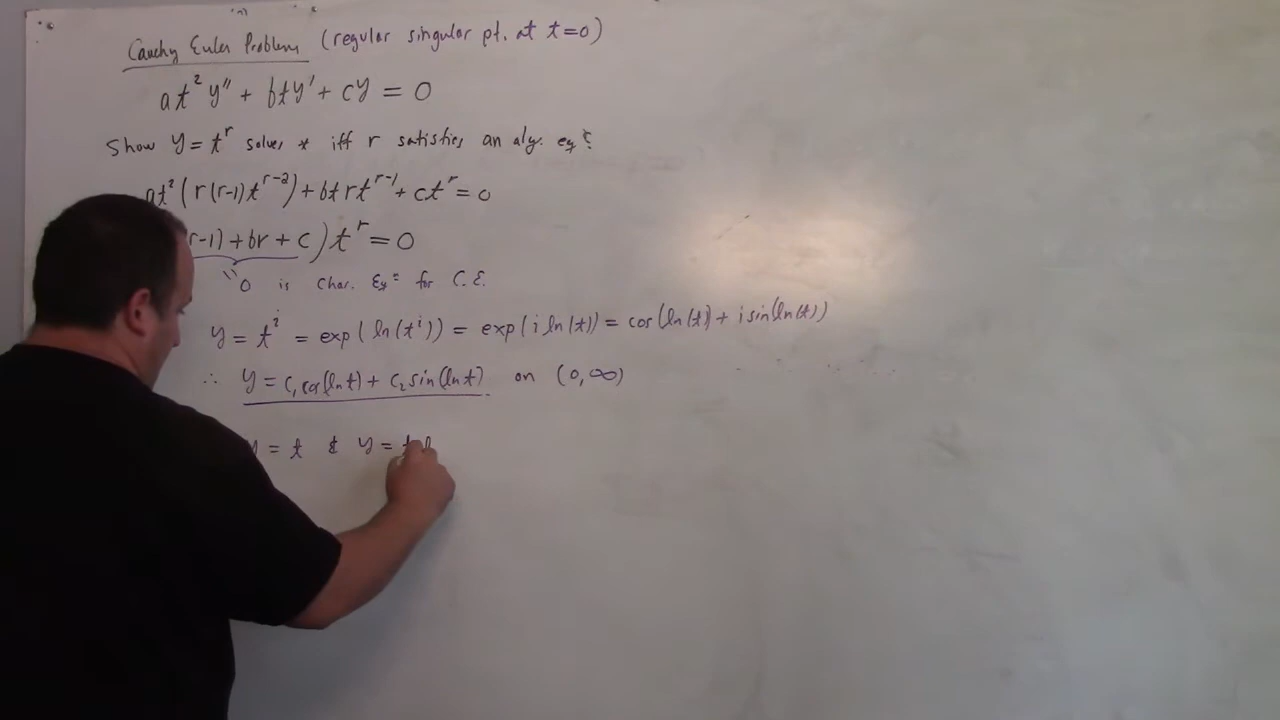 Cauchy Euler Problem (regular singular pt. at t=0)
at²y'' + bty' + cy = 0
Show y = t^r solves * iff r satisfies an alg. eqⁿ:
at²(r(r-1)t^{r-2}) + btrt^{r-1} + ct^r = 0
r-1) + br + c)t^r = 0
0 is Char. Eqⁿ for C.E.
y = t^i = exp(ln(t^i)) = exp(i ln(t)) = cos(ln(t)) + i sin(ln(t))
∴ y = c₁cos(ln t) + c₂sin(ln t) on (0,∞)
y = t & y = t